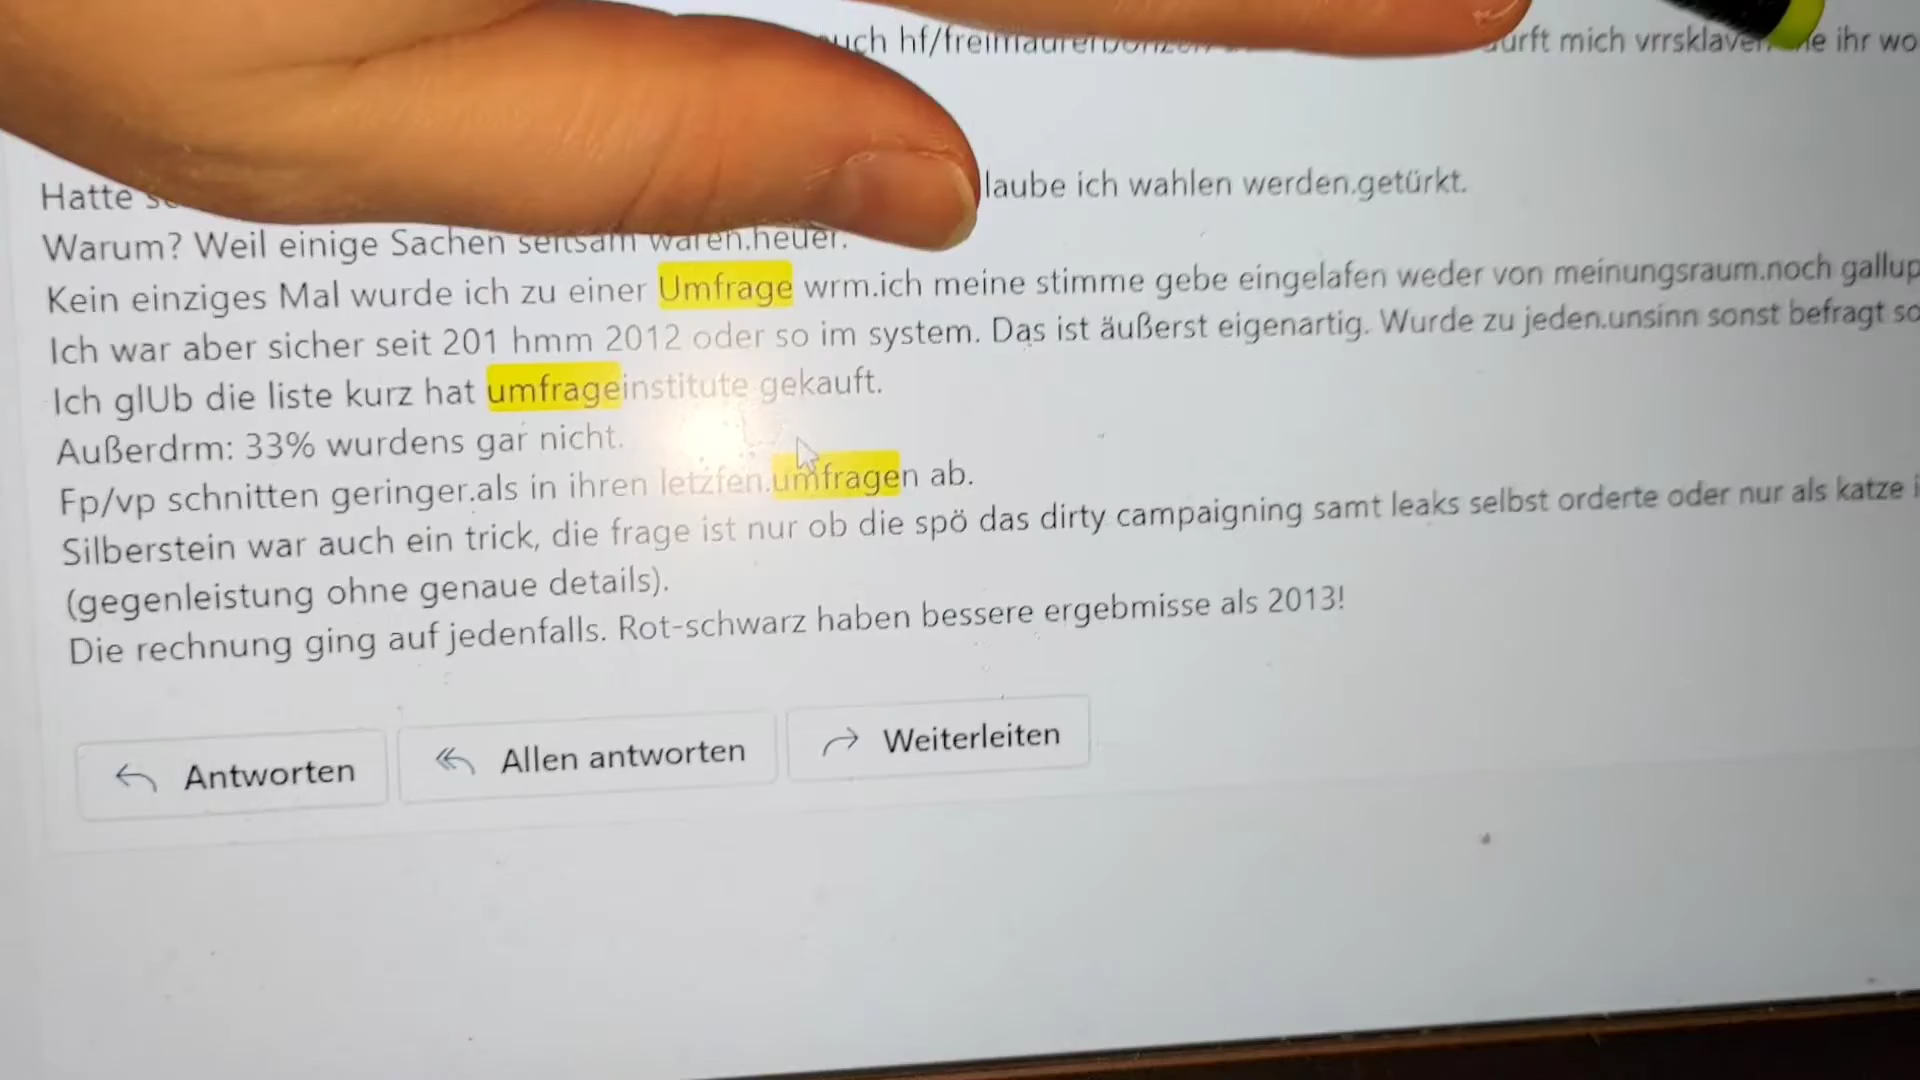 uch hf/freimaurerbonzen urft mich vrrsklaven ihr wo
Hatte laube ich wahlen werden.getürkt.
Warum? Weil einige Sachen seltsam waren.heuer.
Kein einziges Mal wurde ich zu einer Umfrage wrm.ich meine stimme gebe eingelafen weder von meinungsraum.noch gallup
Ich war aber sicher seit 201 hmm 2012 oder so im system. Das ist äußerst eigenartig. Wurde zu jeden.unsinn sonst befragt so
Ich glUb die liste kurz hat umfrageinstitute gekauft.
Außerdrm: 33% wurdens gar nicht.
Fp/vp schnitten geringer.als in ihren letzfen.umfragen ab.
Silberstein war auch ein trick, die frage ist nur ob die spö das dirty campaigning samt leaks selbst orderte oder nur als katze i
(gegenleistung ohne genaue details).
Die rechnung ging auf jedenfalls. Rot-schwarz haben bessere ergebmisse als 2013!
Antworten Allen antworten Weiterleiten